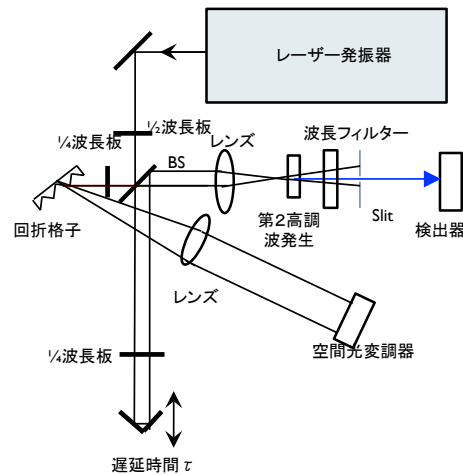 レーザー発振器
½波長板
¼波長板
BS
レンズ
波長フィルター
回折格子
第2高調
波発生
Slit
検出器
レンズ
¼波長板
空間光変調器
遅延時間 τ